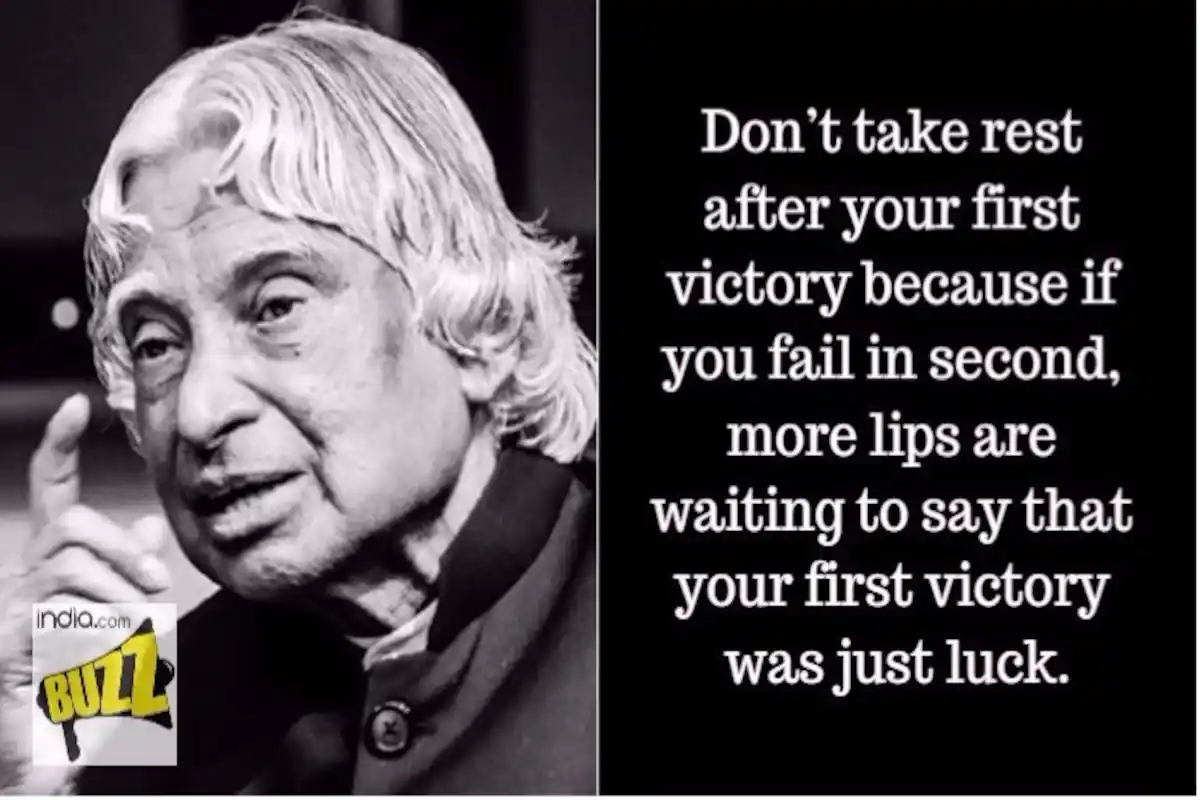 Don't take rest
after your first
victory because if
you fail in second,
more lips are
waiting to say that
your first victory
was just luck.
india.com
BUZZ